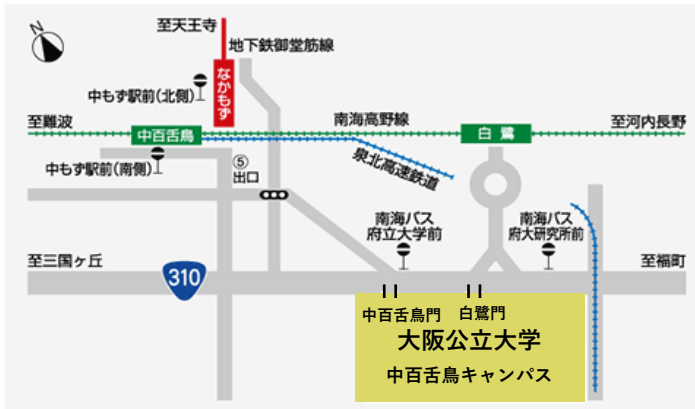 N
至天王寺
地下鉄御堂筋線
なかもず
中もず駅前(北側)
至難波
中百舌鳥
南海高野線
白鷺
至河内長野
中もず駅前(南側)
⑤
出口
泉北高速鉄道
南海バス
府立大学前
南海バス
府大研究所前
至三国ヶ丘
310
至福町
中百舌鳥門
白鷺門
大阪公立大学
中百舌鳥キャンパス